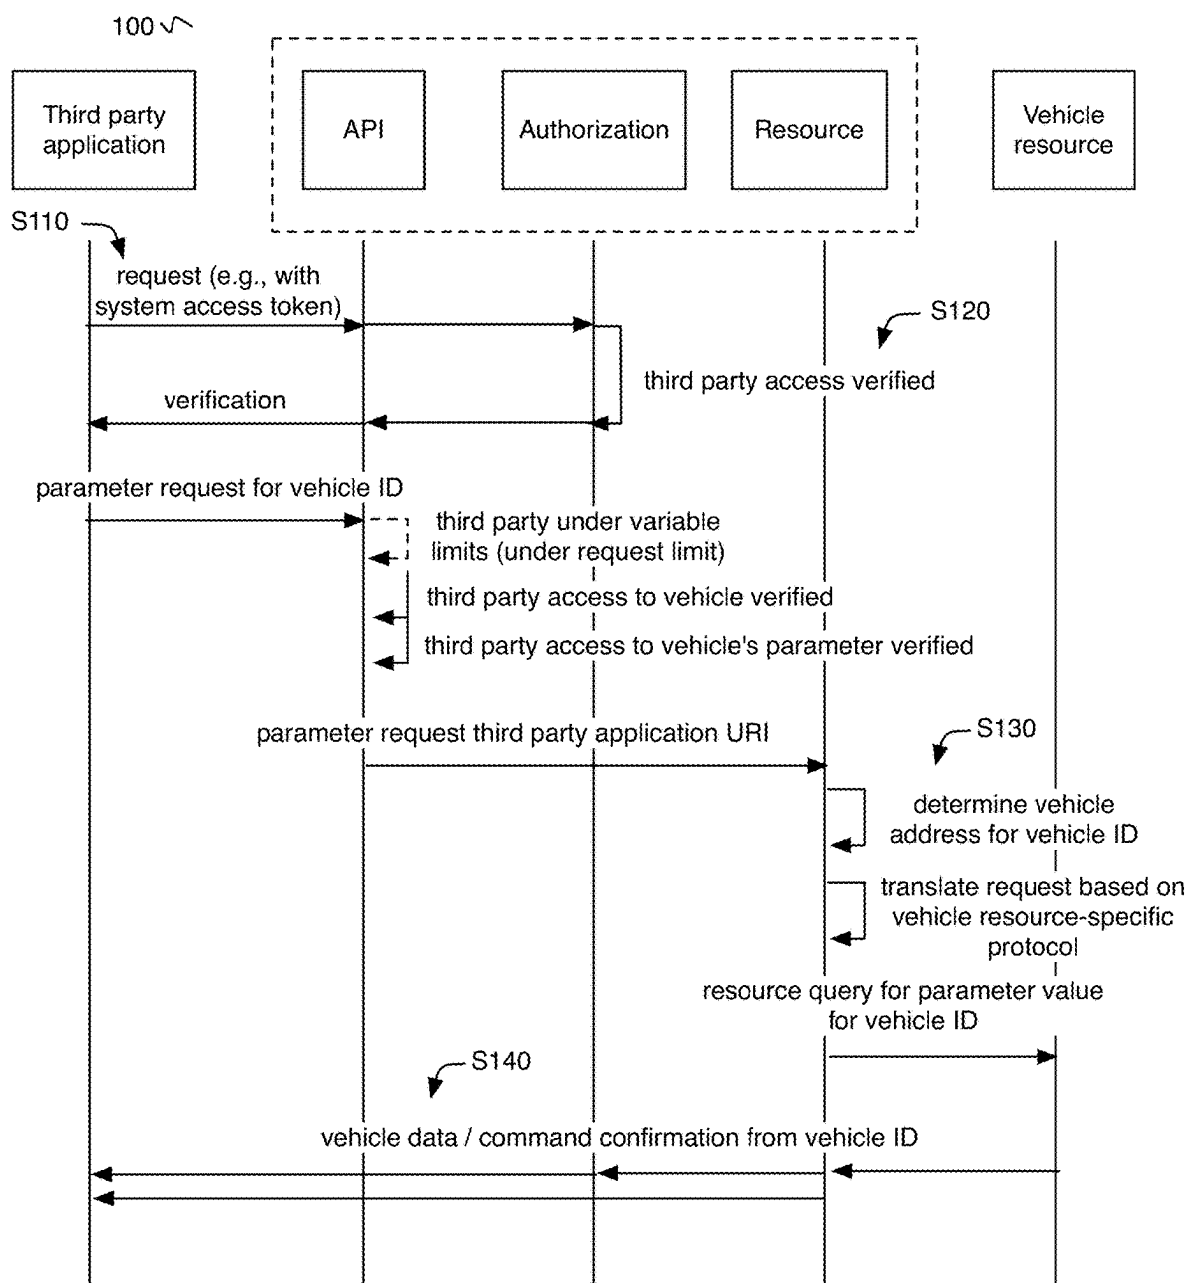 100
Third party
application
API
Authorization
Resource
Vehicle
resource
S110
request (e.g., with
system access token)
S120
third party access verified
verification
parameter request for vehicle ID
third party under variable
limits (under request limit)
third party access to vehicle verified
third party access to vehicle's parameter verified
parameter request third party application URI
S130
determine vehicle
address for vehicle ID
translate request based on
vehicle resource-specific
protocol
resource query for parameter value
for vehicle ID
S140
vehicle data / command confirmation from vehicle ID